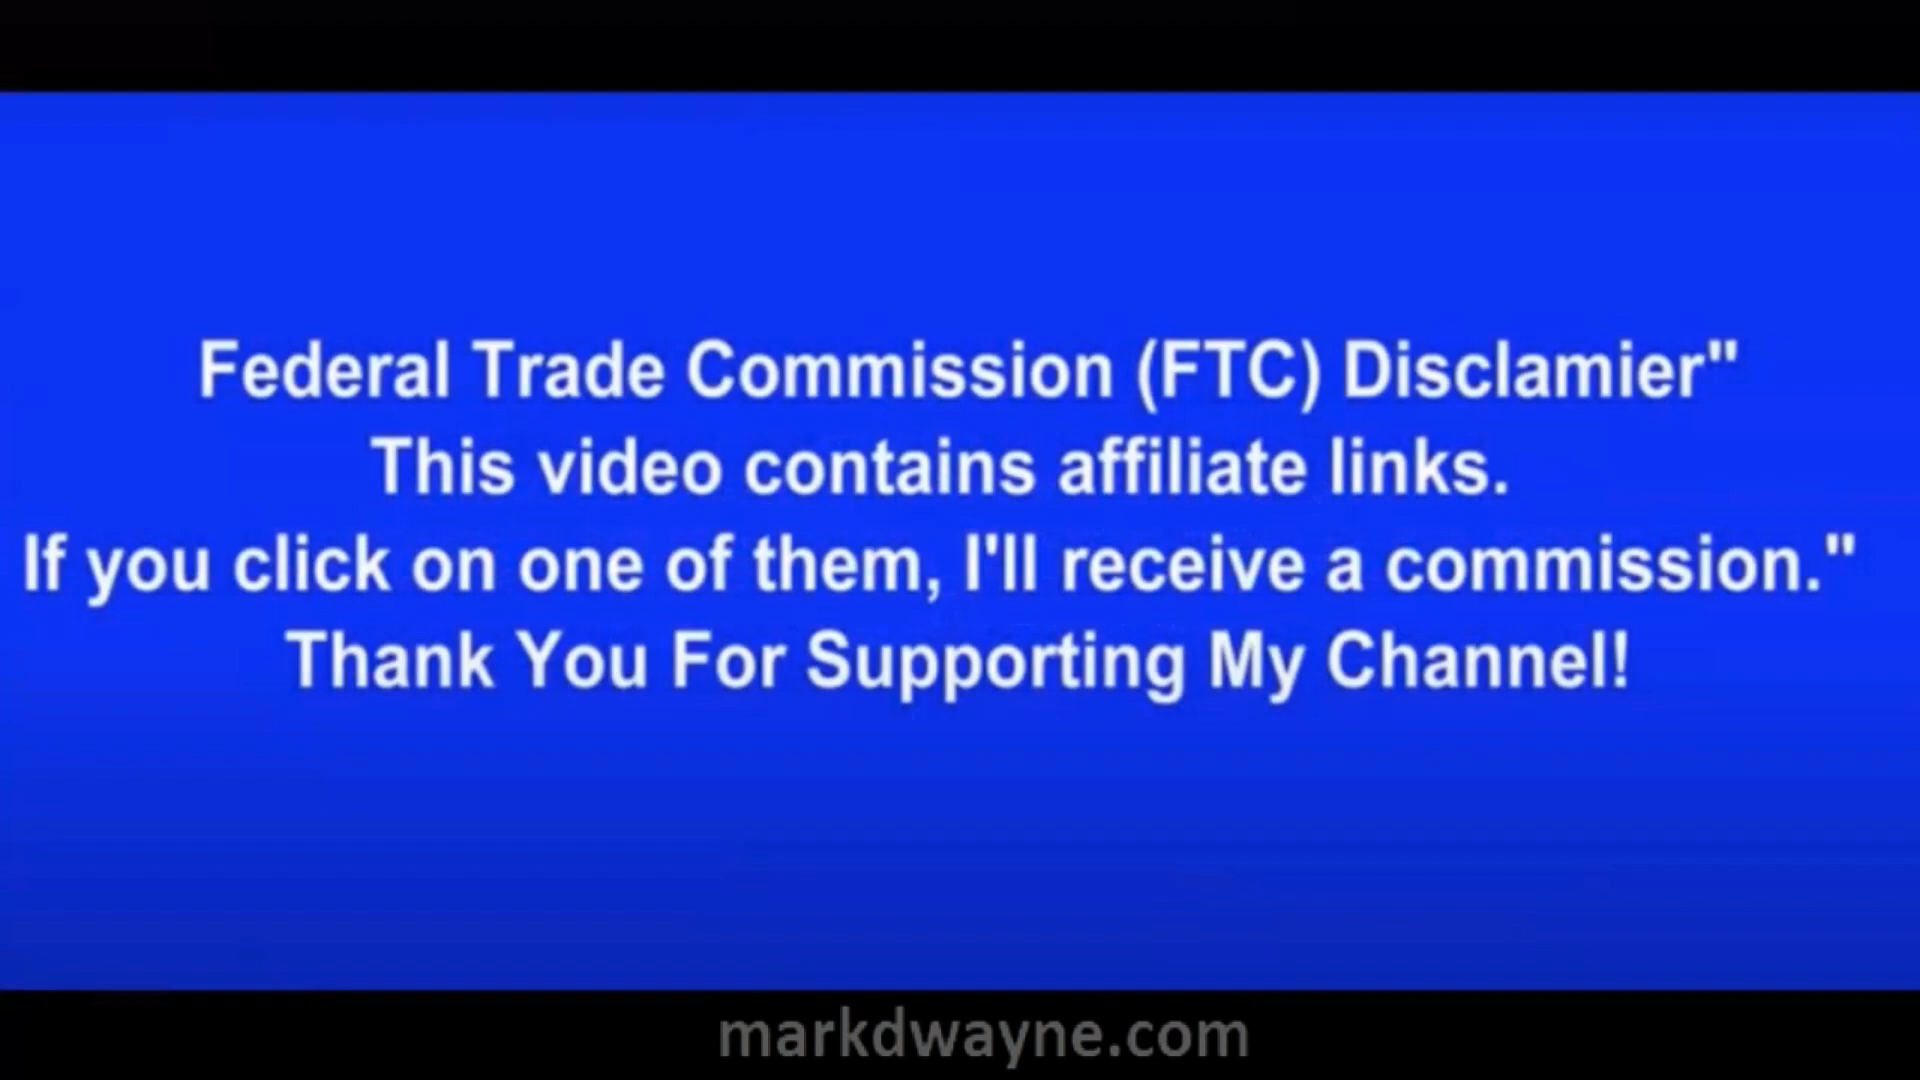 Federal Trade Commission (FTC) Disclamier"
This video contains affiliate links.
If you click on one of them, I'll receive a commission."
Thank You For Supporting My Channel!
markdwayne.com